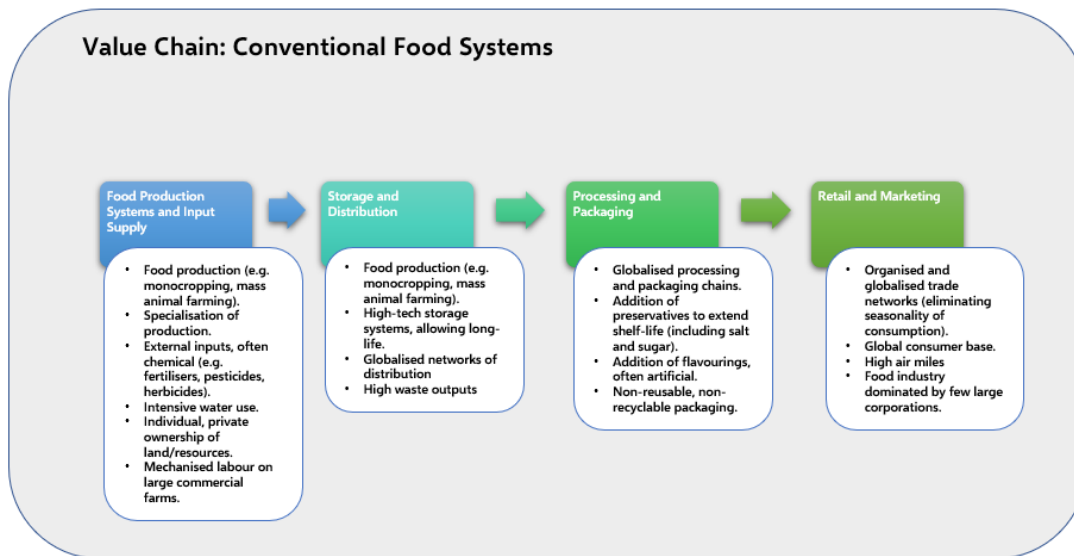 Value Chain: Conventional Food Systems
Food Production
Systems and Input
Supply
• Food production (e.g.
monocropping, mass
animal farming).
• Specialisation of
production.
• External inputs, often
chemical (e.g.
fertilisers, pesticides,
herbicides).
• Intensive water use.
• Individual, private
ownership of
land/resources.
• Mechanised labour on
large commercial
farms.
Storage and
Distribution
• Food production (e.g.
monocropping, mass
animal farming).
• High-tech storage
systems, allowing long-
life.
• Globalised networks of
distribution
• High waste outputs
Processing and
Packaging
• Globalised processing
and packaging chains.
• Addition of
preservatives to extend
shelf-life (including salt
and sugar).
• Addition of flavourings,
often artificial.
• Non-reusable, non-
recyclable packaging.
Retail and Marketing
• Organised and
globalised trade
networks (eliminating
seasonality of
consumption).
• Global consumer base.
• High air miles
• Food industry
dominated by few large
corporations.